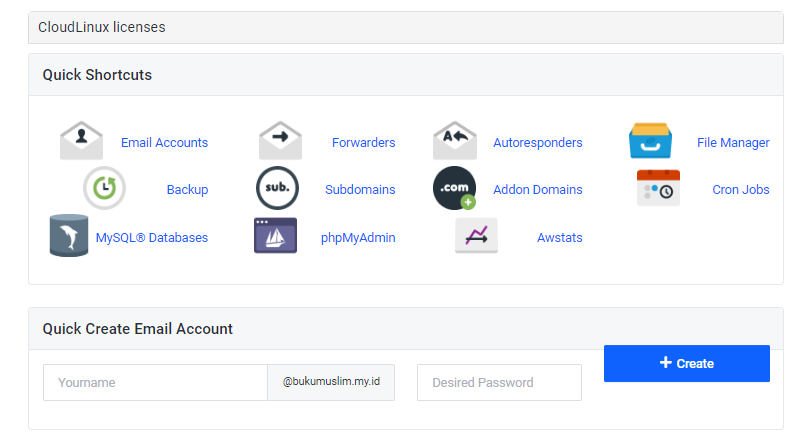 CloudLinux licenses
Quick Shortcuts
Email Accounts
Forwarders
A
Autoresponders
File Manager
Backup
sub.
Subdomains
.com
Addon Domains
Cron Jobs
MySQL® Databases
phpMyAdmin
Awstats
Quick Create Email Account
Yourname
@bukumuslim.my.id
Desired Password
+ Create